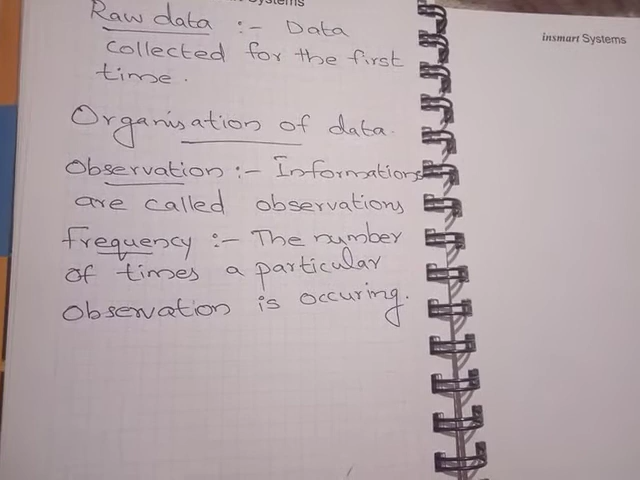 Systems
Raw data :- Data
collected for the first
time.
Organisation of data.
Observation :- Informations
are called observations
frequency :- The number
of times a particular
observation is occuring.
insmart Systems